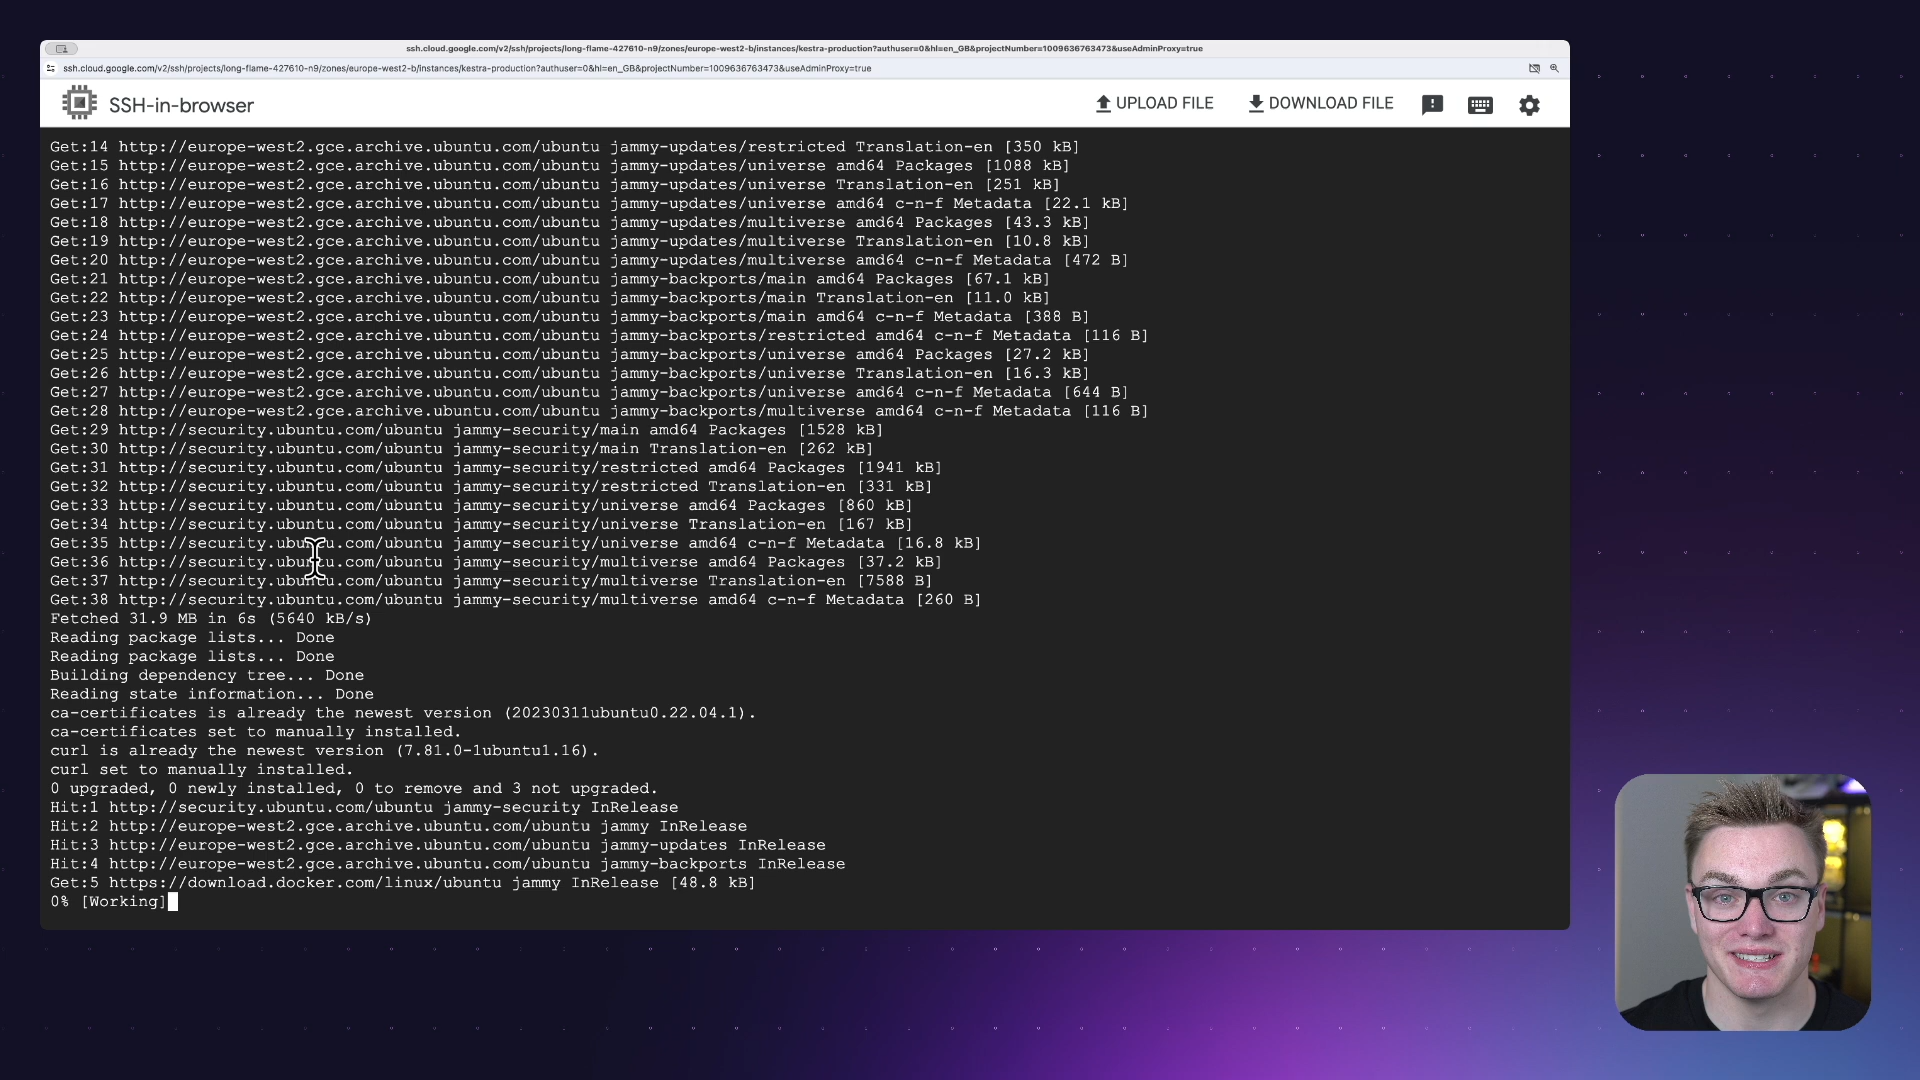 ssh.cloud.google.com/v2/ssh/projects/long-flame-427610-n9/zones/europe-west2-b/instances/kestra-production?authuser=0&hl=en_GB&projectNumber=1009636763473&useAdminProxy=true
ssh.cloud.google.com/v2/ssh/projects/long-flame-427610-n9/zones/europe-west2-b/instances/kestra-production?authuser=0&hl=en_GB&projectNumber=1009636763473&useAdminProxy=true
SSH-in-browser UPLOAD FILE DOWNLOAD FILE
Get:14 http://europe-west2.gce.archive.ubuntu.com/ubuntu jammy-updates/restricted Translation-en [350 kB]
Get:15 http://europe-west2.gce.archive.ubuntu.com/ubuntu jammy-updates/universe amd64 Packages [1088 kB]
Get:16 http://europe-west2.gce.archive.ubuntu.com/ubuntu jammy-updates/universe Translation-en [251 kB]
Get:17 http://europe-west2.gce.archive.ubuntu.com/ubuntu jammy-updates/universe amd64 c-n-f Metadata [22.1 kB]
Get:18 http://europe-west2.gce.archive.ubuntu.com/ubuntu jammy-updates/multiverse amd64 Packages [43.3 kB]
Get:19 http://europe-west2.gce.archive.ubuntu.com/ubuntu jammy-updates/multiverse Translation-en [10.8 kB]
Get:20 http://europe-west2.gce.archive.ubuntu.com/ubuntu jammy-updates/multiverse amd64 c-n-f Metadata [472 B]
Get:21 http://europe-west2.gce.archive.ubuntu.com/ubuntu jammy-backports/main amd64 Packages [67.1 kB]
Get:22 http://europe-west2.gce.archive.ubuntu.com/ubuntu jammy-backports/main Translation-en [11.0 kB]
Get:23 http://europe-west2.gce.archive.ubuntu.com/ubuntu jammy-backports/main amd64 c-n-f Metadata [388 B]
Get:24 http://europe-west2.gce.archive.ubuntu.com/ubuntu jammy-backports/restricted amd64 c-n-f Metadata [116 B]
Get:25 http://europe-west2.gce.archive.ubuntu.com/ubuntu jammy-backports/universe amd64 Packages [27.2 kB]
Get:26 http://europe-west2.gce.archive.ubuntu.com/ubuntu jammy-backports/universe Translation-en [16.3 kB]
Get:27 http://europe-west2.gce.archive.ubuntu.com/ubuntu jammy-backports/universe amd64 c-n-f Metadata [644 B]
Get:28 http://europe-west2.gce.archive.ubuntu.com/ubuntu jammy-backports/multiverse amd64 c-n-f Metadata [116 B]
Get:29 http://security.ubuntu.com/ubuntu jammy-security/main amd64 Packages [1528 kB]
Get:30 http://security.ubuntu.com/ubuntu jammy-security/main Translation-en [262 kB]
Get:31 http://security.ubuntu.com/ubuntu jammy-security/restricted amd64 Packages [1941 kB]
Get:32 http://security.ubuntu.com/ubuntu jammy-security/restricted Translation-en [331 kB]
Get:33 http://security.ubuntu.com/ubuntu jammy-security/universe amd64 Packages [860 kB]
Get:34 http://security.ubuntu.com/ubuntu jammy-security/universe Translation-en [167 kB]
Get:35 http://security.ubuntu.com/ubuntu jammy-security/universe amd64 c-n-f Metadata [16.8 kB]
Get:36 http://security.ubuntu.com/ubuntu jammy-security/multiverse amd64 Packages [37.2 kB]
Get:37 http://security.ubuntu.com/ubuntu jammy-security/multiverse Translation-en [7588 B]
Get:38 http://security.ubuntu.com/ubuntu jammy-security/multiverse amd64 c-n-f Metadata [260 B]
Fetched 31.9 MB in 6s (5640 kB/s)
Reading package lists... Done
Reading package lists... Done
Building dependency tree... Done
Reading state information... Done
ca-certificates is already the newest version (20230311ubuntu0.22.04.1).
ca-certificates set to manually installed.
curl is already the newest version (7.81.0-1ubuntu1.16).
curl set to manually installed.
0 upgraded, 0 newly installed, 0 to remove and 3 not upgraded.
Hit:1 http://security.ubuntu.com/ubuntu jammy-security InRelease
Hit:2 http://europe-west2.gce.archive.ubuntu.com/ubuntu jammy InRelease
Hit:3 http://europe-west2.gce.archive.ubuntu.com/ubuntu jammy-updates InRelease
Hit:4 http://europe-west2.gce.archive.ubuntu.com/ubuntu jammy-backports InRelease
Get:5 https://download.docker.com/linux/ubuntu jammy InRelease [48.8 kB]
0% [Working]